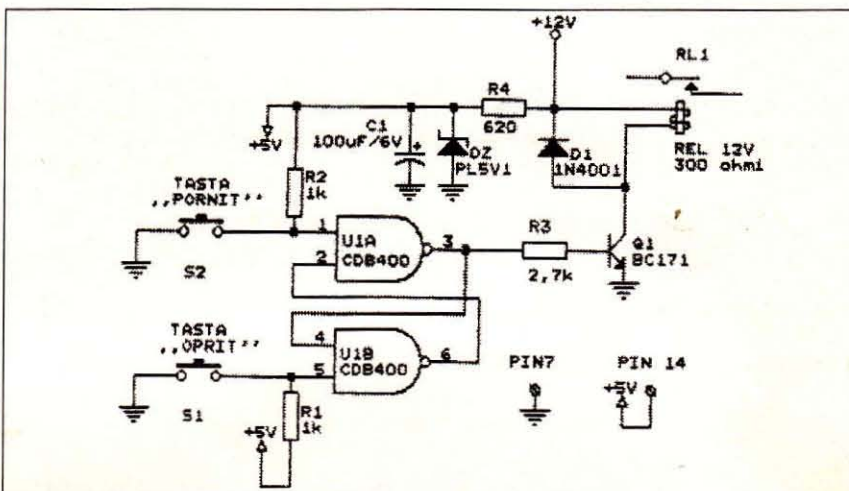 +12V
RL1
R4
620
+5V
C1
100uF/6V
+
DZ
PL5V1
D1
1N4001
REL 12V
300 ohmi
R2
1k
TASTA
,,PORNIT''
S2
1
2
U1A
CDB400
3
R3
2,7k
Q1
BC171
TASTA
,,OPRIT''
S1
4
5
U1B
CDB400
6
PIN7
PIN 14
+5V
R1
1k
+5V